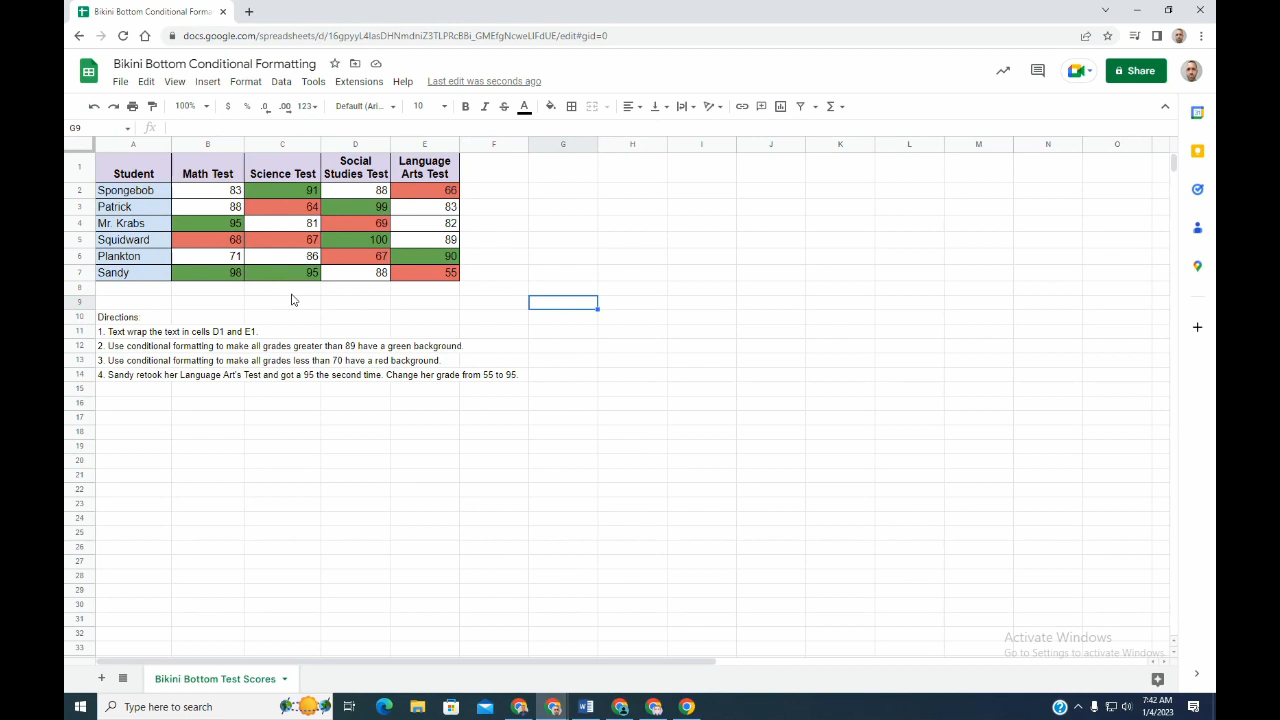 Bikini Bottom Conditional Formatt
docs.google.com/spreadsheets/d/16gpyyL4lasDHNmdniZ3TLPRcBBi_GMEfgNcweLIFdUE/edit#gid=0
Bikini Bottom Conditional Formatting
File Edit View Insert Format Data Tools Extensions Help Last edit was seconds ago
Share
100% $ % .0 .00 123 Default (Ari... 10 B I S A
G9 fx
A B C D E F G H I J K L M N O
1 Student Math Test Science Test Social Studies Test Language Arts Test
2 Spongebob 83 91 88 66
3 Patrick 88 64 99 83
4 Mr. Krabs 95 81 69 82
5 Squidward 68 67 100 89
6 Plankton 71 86 67 90
7 Sandy 98 95 88 55
8
9
10 Directions:
11 1. Text wrap the text in cells D1 and E1.
12 2. Use conditional formatting to make all grades greater than 89 have a green background.
13 3. Use conditional formatting to make all grades less than 70 have a red background.
14 4. Sandy retook her Language Art's Test and got a 95 the second time. Change her grade from 55 to 95.
15
16
17
18
19
20
21
22
23
24
25
26
27
28
29
30
31
32
33
Activate Windows
Go to Settings to activate Windows.
Bikini Bottom Test Scores
Type here to search
7:42 AM
1/4/2023